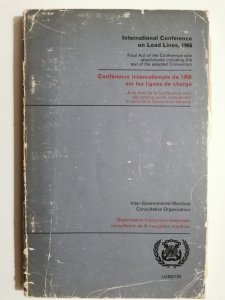 International Conference
on Load Lines, 1966
Final Act of the Conference with
attachments including the
text of the adopted Convention
Conférence internationale de 1966
sur les lignes de charge
Acte final de la Conférence avec
documents joints comprenant
le texte de la Convention adoptée
Inter-Governmental Maritime
Consultative Organization
Organisation intergouvernementale
consultative de la navigation maritime
LONDON